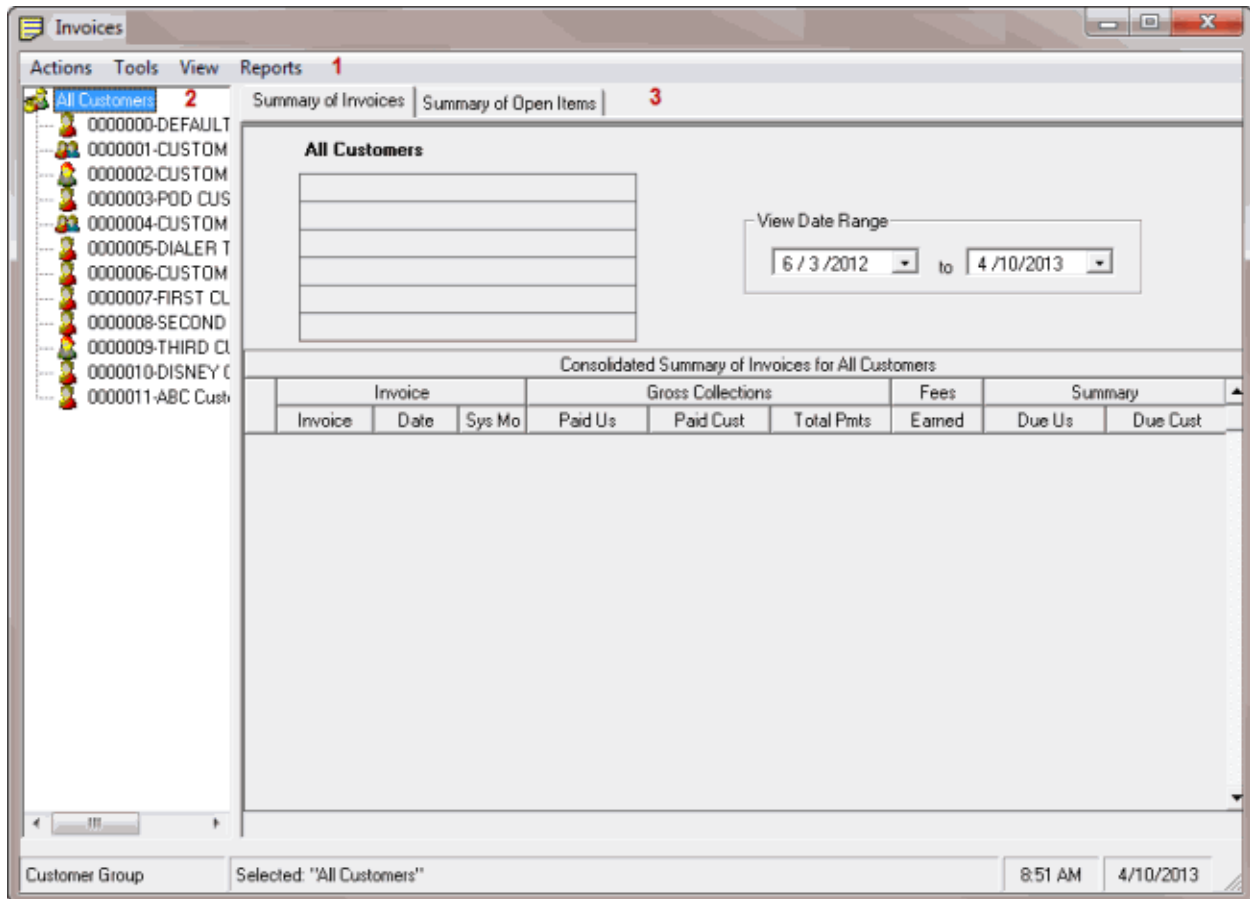 Invoices
Actions Tools View Reports 1
All Customers 2
0000000-DEFAULT
0000001-CUSTOM
0000002-CUSTOM
0000003-POD CUS
0000004-CUSTOM
0000005-DIALER T
0000006-CUSTOM
0000007-FIRST CL
0000008-SECOND
0000009-THIRD CU
0000010-DISNEY C
0000011-ABC Cust
Summary of Invoices Summary of Open Items 3
All Customers
View Date Range
6 / 3 /2012 to 4 /10/2013
Consolidated Summary of Invoices for All Customers
Invoice Gross Collections Fees Summary
Invoice Date Sys Mo Paid Us Paid Cust Total Pmts Earned Due Us Due Cust
Customer Group Selected: "All Customers" 8:51 AM 4/10/2013